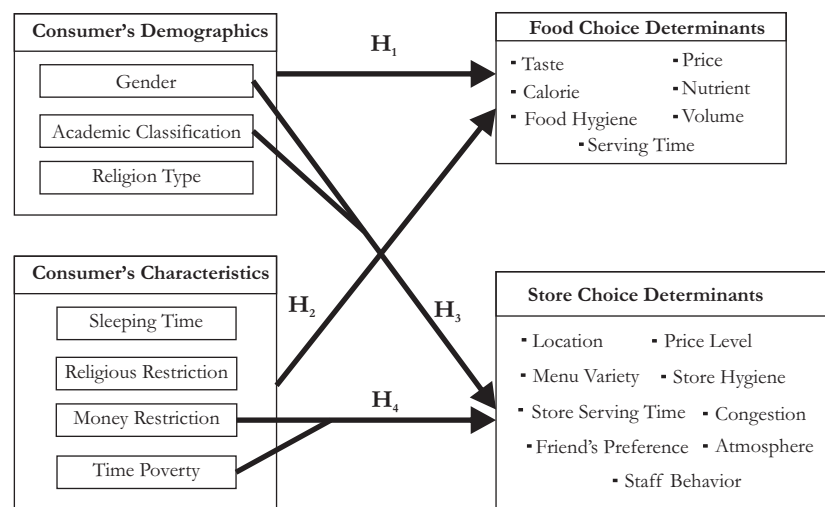 Consumer's Demographics
Gender
Academic Classification
Religion Type
H1
Food Choice Determinants
- Taste
- Price
- Calorie
- Nutrient
- Food Hygiene
- Volume
- Serving Time
Consumer's Characteristics
Sleeping Time
Religious Restriction
Money Restriction
Time Poverty
H2
H3
H4
Store Choice Determinants
- Location
- Price Level
- Menu Variety
- Store Hygiene
- Store Serving Time
- Congestion
- Friend's Preference
- Atmosphere
- Staff Behavior